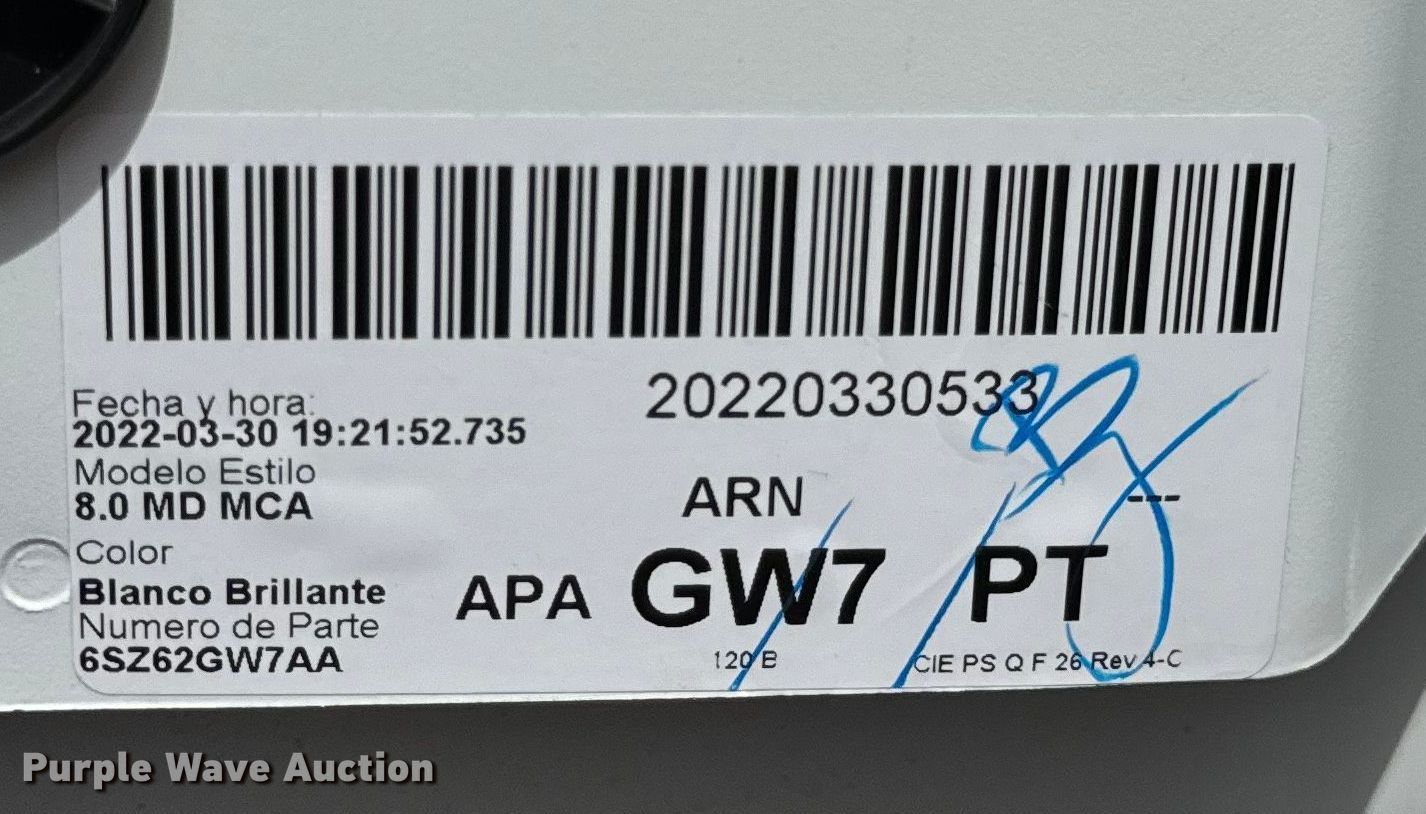 20220330533
Fecha y hora:
2022-03-30 19:21:52.735
Modelo Estilo
8.0 MD MCA
ARN
---
Color
Blanco Brillante
APA GW7 PT
Numero de Parte
6SZ62GW7AA
120 B
CIE PS Q F 26 Rev 4-C
Purple Wave Auction